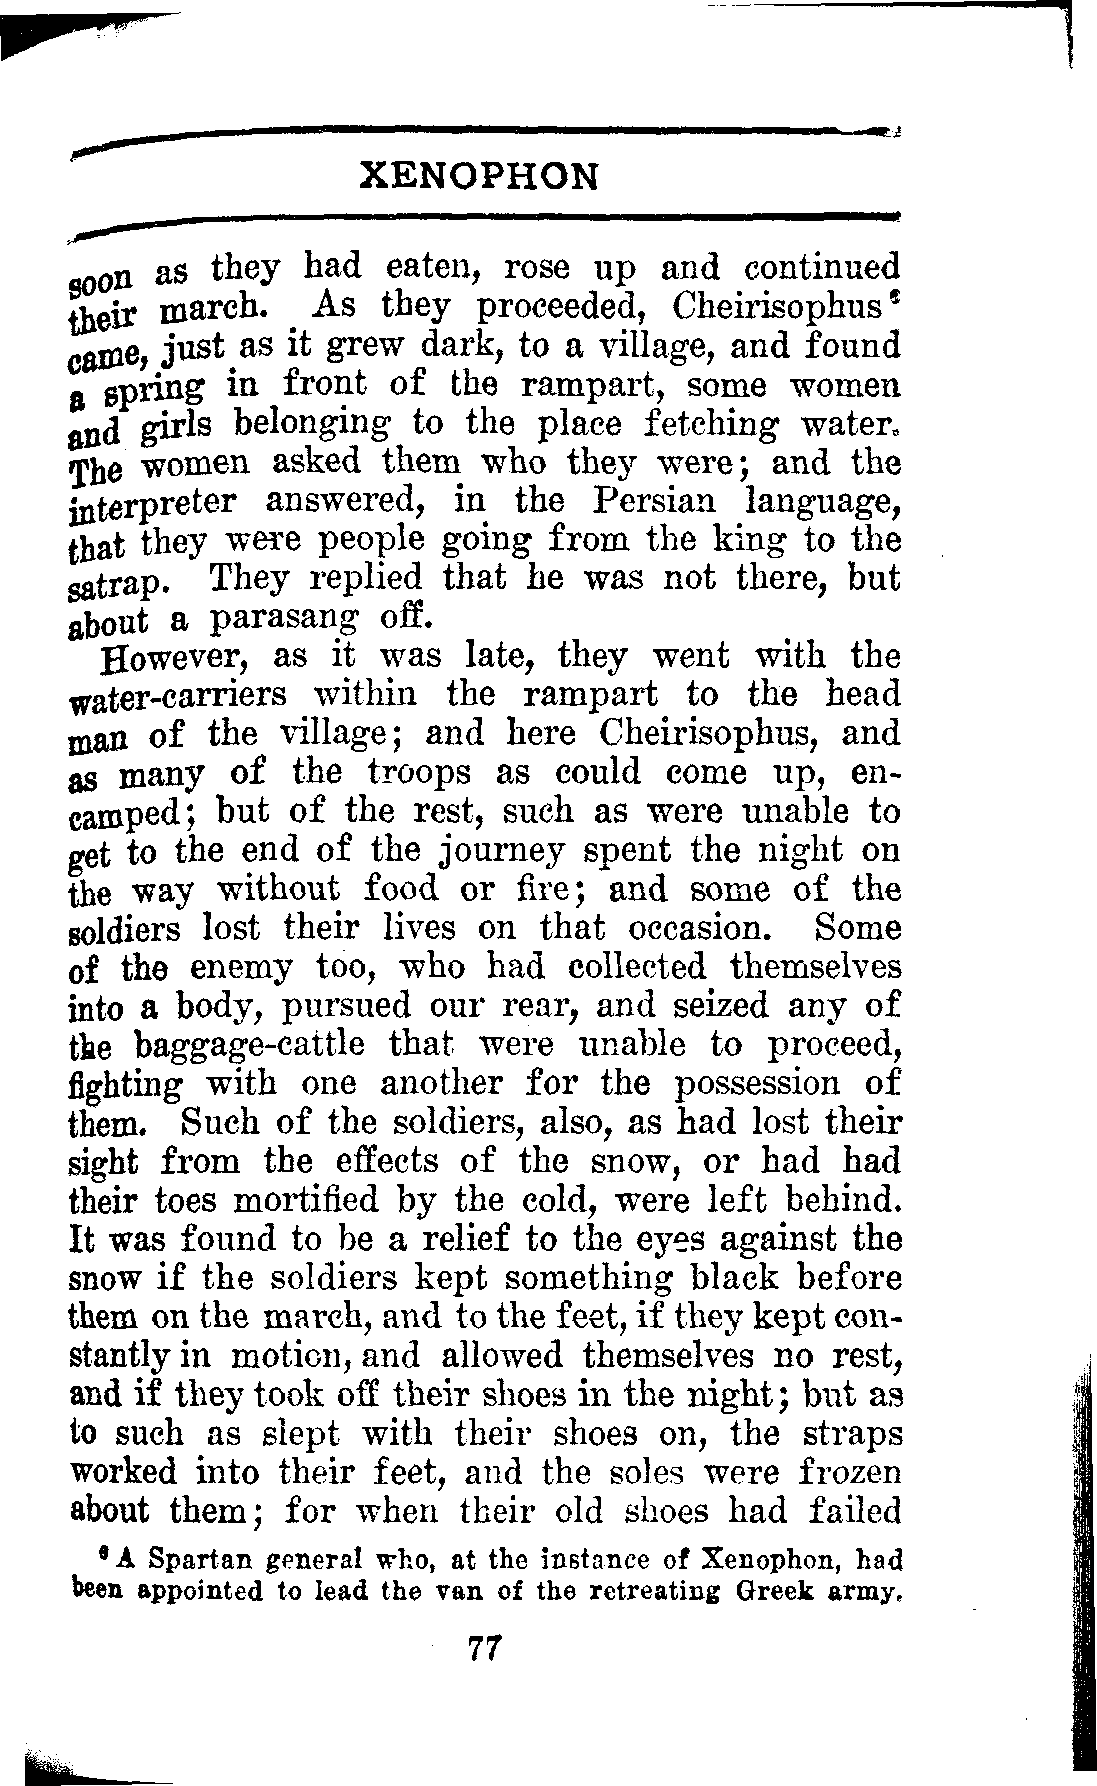 XENOPHON
soon as they had eaten, rose up and continued
their march. As they proceeded, Cheirisophus⁶
came, just as it grew dark, to a village, and found
a spring in front of the rampart, some women
and girls belonging to the place fetching water.
The women asked them who they were; and the
interpreter answered, in the Persian language,
that they were people going from the king to the
satrap. They replied that he was not there, but
about a parasang off.
However, as it was late, they went with the
water-carriers within the rampart to the head
man of the village; and here Cheirisophus, and
as many of the troops as could come up, en-
camped; but of the rest, such as were unable to
get to the end of the journey spent the night on
the way without food or fire; and some of the
soldiers lost their lives on that occasion. Some
of the enemy too, who had collected themselves
into a body, pursued our rear, and seized any of
the baggage-cattle that were unable to proceed,
fighting with one another for the possession of
them. Such of the soldiers, also, as had lost their
sight from the effects of the snow, or had had
their toes mortified by the cold, were left behind.
It was found to be a relief to the eyes against the
snow if the soldiers kept something black before
them on the march, and to the feet, if they kept con-
stantly in motion, and allowed themselves no rest,
and if they took off their shoes in the night; but as
to such as slept with their shoes on, the straps
worked into their feet, and the soles were frozen
about them; for when their old shoes had failed
⁶ A Spartan general who, at the instance of Xenophon, had
been appointed to lead the van of the retreating Greek army.
77